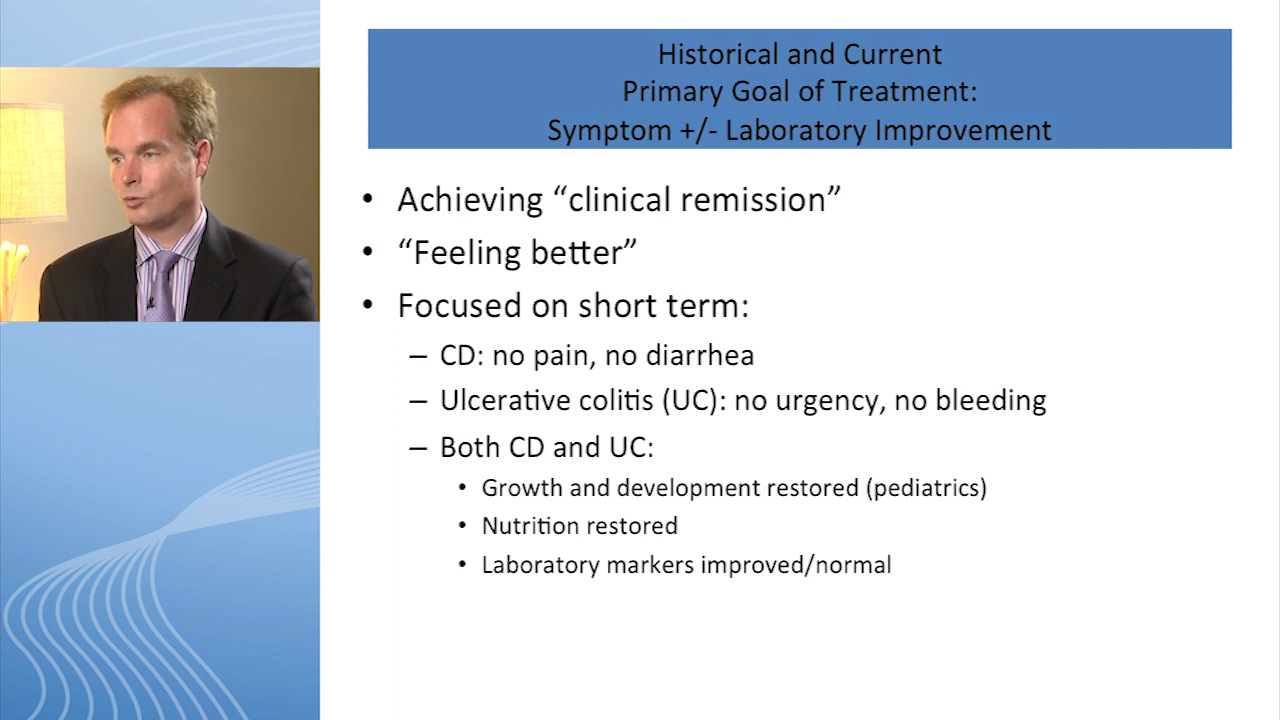 Historical and Current
Primary Goal of Treatment:
Symptom +/- Laboratory Improvement
• Achieving “clinical remission”
• “Feeling better”
• Focused on short term:
– CD: no pain, no diarrhea
– Ulcerative colitis (UC): no urgency, no bleeding
– Both CD and UC:
• Growth and development restored (pediatrics)
• Nutrition restored
• Laboratory markers improved/normal